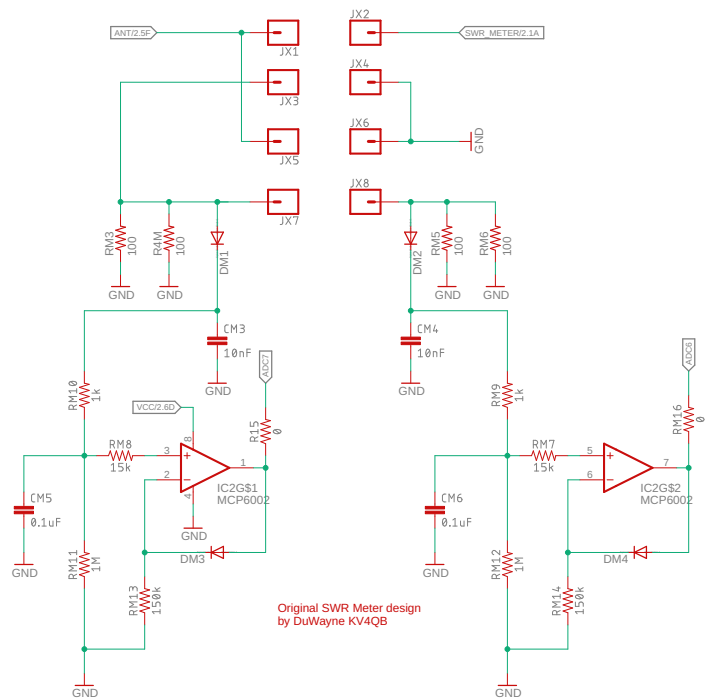 JX2
ANT/2.5F
SWR_METER/2.1A
JX1
JX4
JX3
JX6
GND
JX5
JX8
JX7
RM3
100
R4M
100
DM1
DM2
RM5
100
RM6
100
GND
GND
GND
GND
CM3
10nF
CM4
10nF
ADC7
ADC6
GND
GND
RM10
1k
VCC/2.6D
RM9
1k
R15
0
RM16
0
8
RM8
15k
3
1
2
4
RM7
15k
5
7
6
IC2G$1
MCP6002
IC2G$2
MCP6002
CM5
0.1uF
CM6
0.1uF
GND
GND
RM11
1M
DM3
RM12
1M
DM4
GND
RM13
150k
RM14
150k
Original SWR Meter design
by DuWayne KV4QB
GND
GND